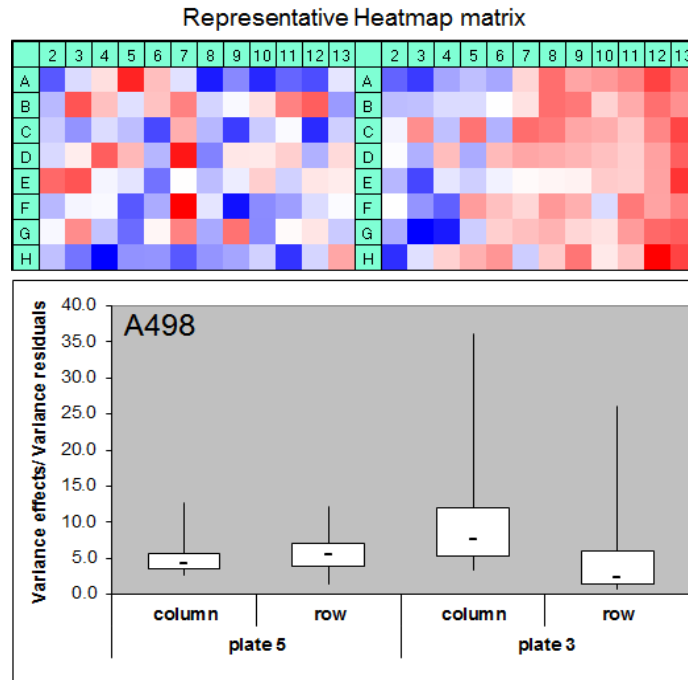 Representative Heatmap matrix
2 3 4 5 6 7 8 9 10 11 12 13 2 3 4 5 6 7 8 9 10 11 12 13
A A
B B
C C
D D
E E
F F
G G
H H
A498
Variance effects/ Variance residuals
40.0
35.0
30.0
25.0
20.0
15.0
10.0
5.0
0.0
column row column row
plate 5 plate 3